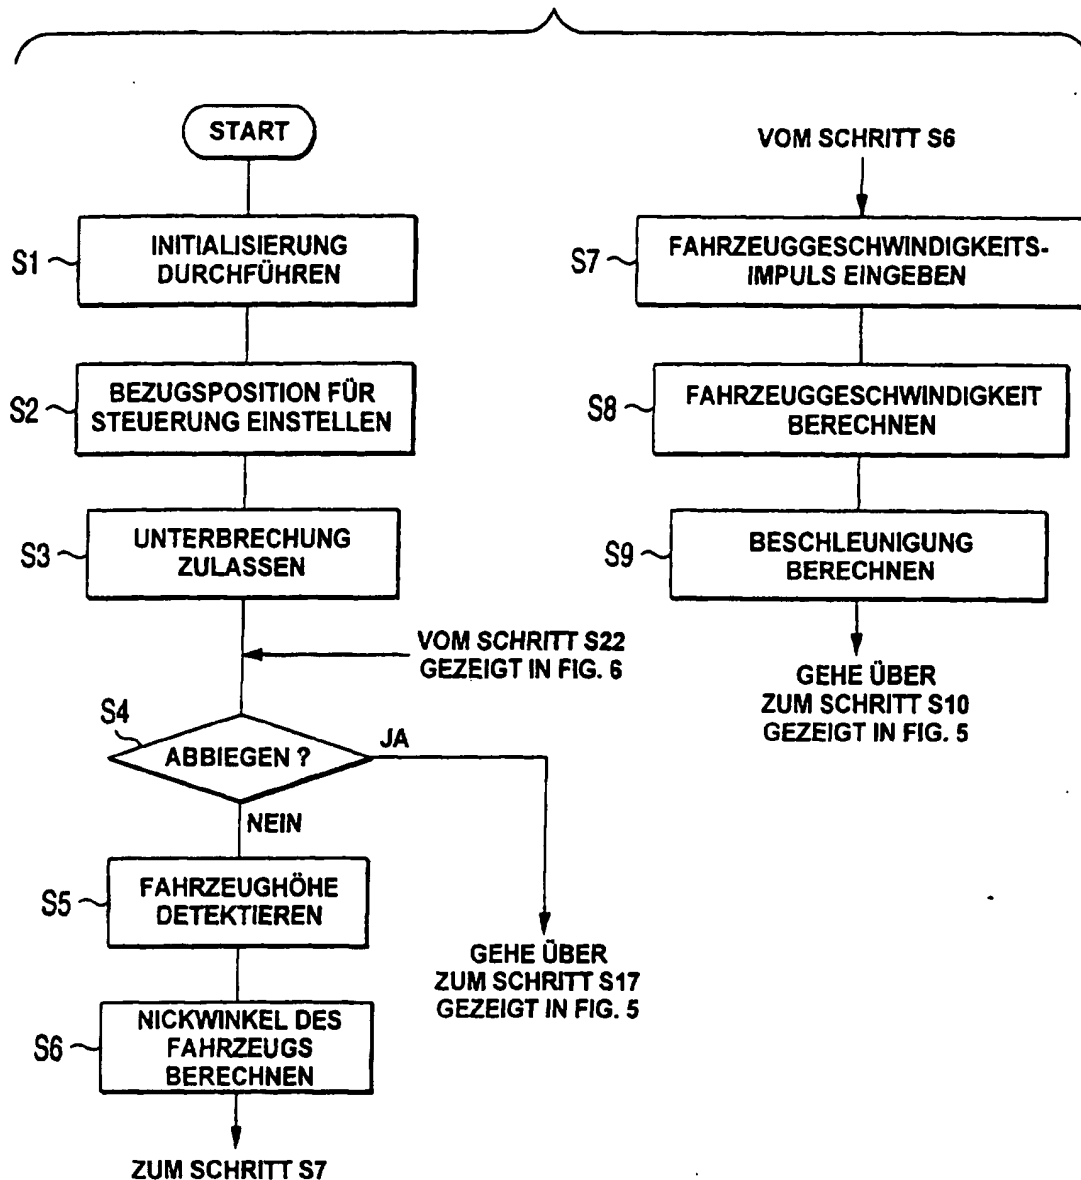 START
S1
INITIALISIERUNG
DURCHFÜHREN
S2
BEZUGSPOSITION FÜR
STEUERUNG EINSTELLEN
S3
UNTERBRECHUNG
ZULASSEN
VOM SCHRITT S22
GEZEIGT IN FIG. 6
S4
ABBIEGEN ?
JA
NEIN
S5
FAHRZEUGHÖHE
DETEKTIEREN
GEHE ÜBER
ZUM SCHRITT S17
GEZEIGT IN FIG. 5
S6
NICKWINKEL DES
FAHRZEUGS
BERECHNEN
ZUM SCHRITT S7
VOM SCHRITT S6
S7
FAHRZEUGGESCHWINDIGKEITS-
IMPULS EINGEBEN
S8
FAHRZEUGGESCHWINDIGKEIT
BERECHNEN
S9
BESCHLEUNIGUNG
BERECHNEN
GEHE ÜBER
ZUM SCHRITT S10
GEZEIGT IN FIG. 5